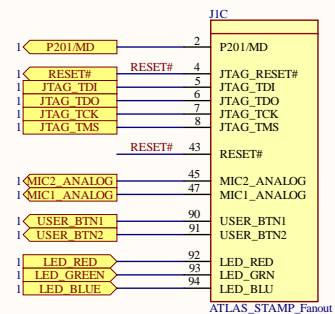 J1C
1 P201/MD 2 P201/MD
1 RESET# RESET# 4 JTAG_RESET#
1 JTAG_TDI 5 JTAG_TDI
1 JTAG_TDO 6 JTAG_TDO
1 JTAG_TCK 7 JTAG_TCK
1 JTAG_TMS 8 JTAG_TMS
RESET# 43 RESET#
1 MIC2_ANALOG 45 MIC2_ANALOG
1 MIC1_ANALOG 47 MIC1_ANALOG
1 USER_BTN1 90 USER_BTN1
1 USER_BTN2 91 USER_BTN2
1 LED_RED 92 LED_RED
1 LED_GREEN 93 LED_GRN
1 LED_BLUE 94 LED_BLU
ATLAS_STAMP_Fanout